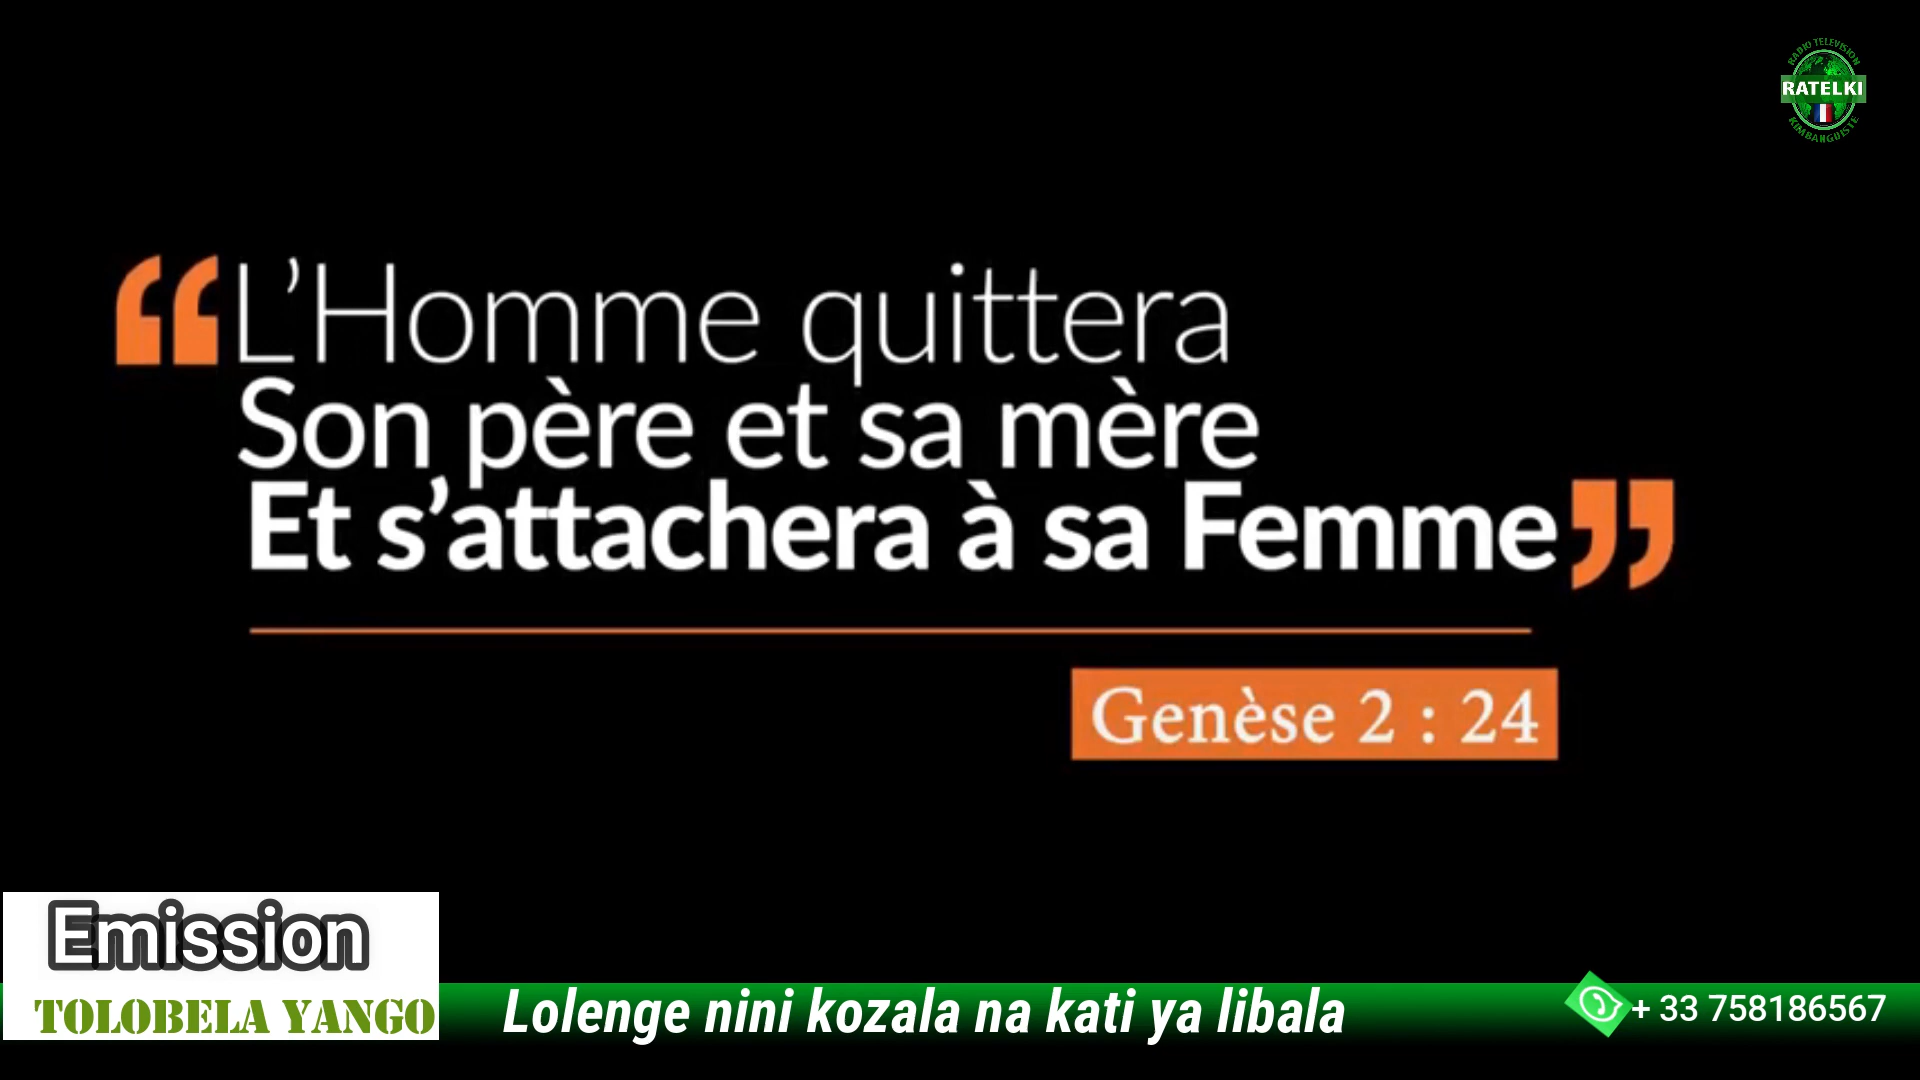 RADIO TELEVISION
RATELKI
KIMBANGUISTE
“L’Homme quittera
Son père et sa mère
Et s’attachera à sa Femme”
Genèse 2 : 24
Emission
TOLOBELA YANGO
Lolenge nini kozala na kati ya libala
+ 33 758186567